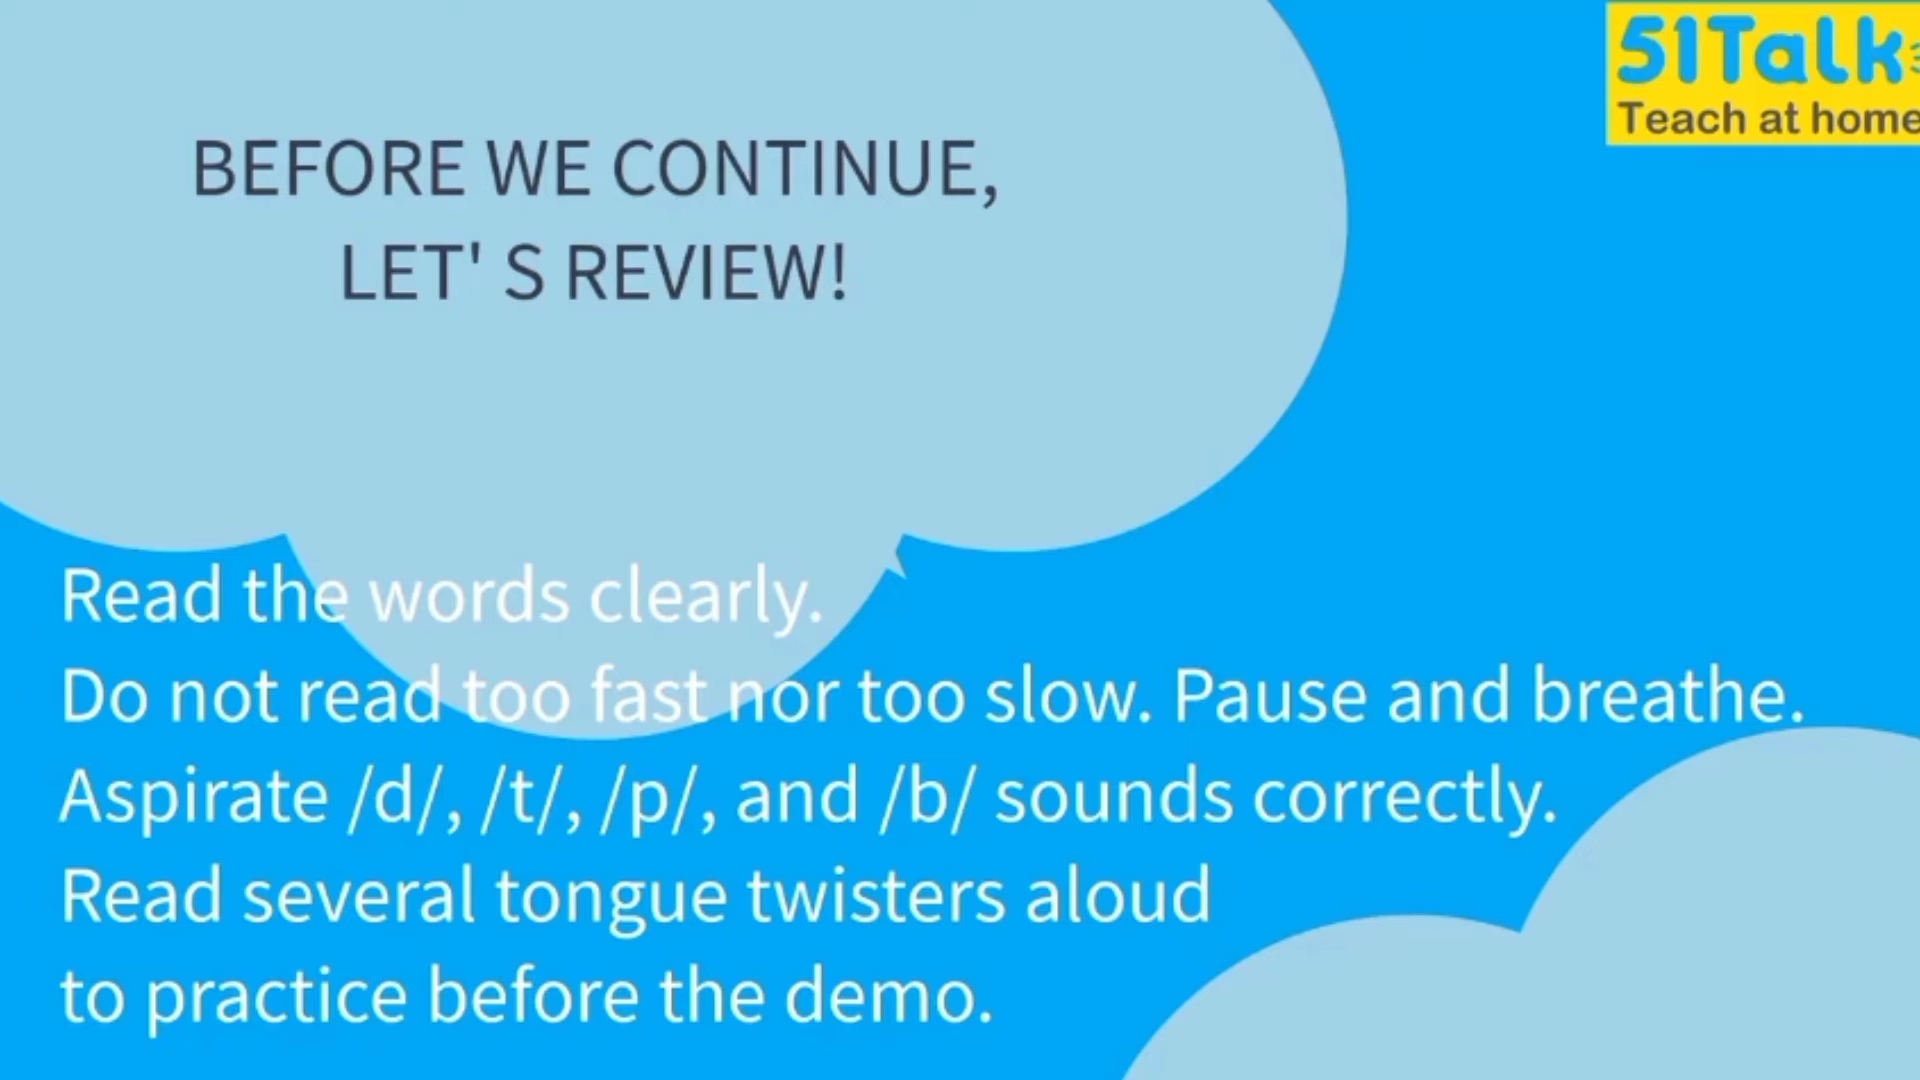 51Talk
Teach at home
BEFORE WE CONTINUE,
LET' S REVIEW!
Read the words clearly.
Do not read too fast nor too slow. Pause and breathe.
Aspirate /d/, /t/, /p/, and /b/ sounds correctly.
Read several tongue twisters aloud
to practice before the demo.